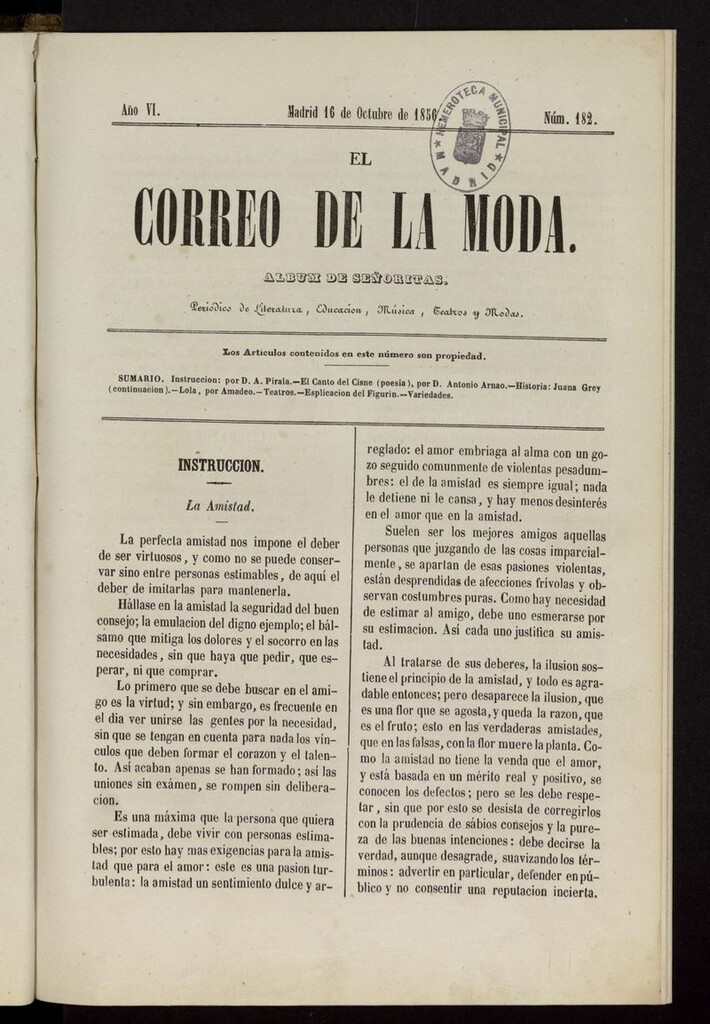 Año VI.
Madrid 16 de Octubre de 1856.
Núm. 182.
HEMEROTECA MUNICIPAL
★ MADRID ★
EL
CORREO DE LA MODA.
ALBUM DE SEÑORITAS.
Periódico de Literatura, Educacion, Música, Teatros y Modas.
Los Artículos contenidos en este número son propiedad.
SUMARIO. Instruccion: por D. A. Pirala.—El Canto del Cisne (poesía), por D. Antonio Arnao.—Historia: Juana Grey
(continuacion).—Lola, por Amadeo.—Teatros.—Esplicacion del Figurin.—Variedades.
INSTRUCCION.
La Amistad.
La perfecta amistad nos impone el deber
de ser virtuosos, y como no se puede conser-
var sino entre personas estimables, de aquí el
deber de imitarlas para mantenerla.
Hállase en la amistad la seguridad del buen
consejo; la emulacion del digno ejemplo; el bál-
samo que mitiga los dolores y el socorro en las
necesidades, sin que haya que pedir, que es-
perar, ni que comprar.
Lo primero que se debe buscar en el ami-
go es la virtud; y sin embargo, es frecuente en
el dia ver unirse las gentes por la necesidad,
sin que se tengan en cuenta para nada los vín-
culos que deben formar el corazon y el talen-
to. Así acaban apenas se han formado; así las
uniones sin exámen, se rompen sin delibera-
cion.
Es una máxima que la persona que quiera
ser estimada, debe vivir con personas estima-
bles; por esto hay mas exigencias para la amis-
tad que para el amor: este es una pasion tur-
bulenta: la amistad un sentimiento dulce y ar-
reglado: el amor embriaga al alma con un go-
zo seguido comunmente de violentas pesadum-
bres: el de la amistad es siempre igual; nada
le detiene ni le cansa, y hay menos desinterés
en el amor que en la amistad.
Suelen ser los mejores amigos aquellas
personas que juzgando de las cosas imparcial-
mente, se apartan de esas pasiones violentas,
están desprendidas de afecciones frívolas y ob-
servan costumbres puras. Como hay necesidad
de estimar al amigo, debe uno esmerarse por
su estimacion. Así cada uno justifica su amis-
tad.
Al tratarse de sus deberes, la ilusion sos-
tiene el principio de la amistad, y todo es agra-
dable entonces; pero desaparece la ilusion, que
es una flor que se agosta, y queda la razon, que
es el fruto; esto en las verdaderas amistades,
que en las falsas, con la flor muere la planta. Co-
mo la amistad no tiene la venda que el amor,
y está basada en un mérito real y positivo, se
conocen los defectos; pero se les debe respe-
tar, sin que por esto se desista de corregirlos
con la prudencia de sábios consejos y la pure-
za de las buenas intenciones: debe decirse la
verdad, aunque desagrade, suavizando los tér-
minos: advertir en particular, defender en pú-
blico y no consentir una reputacion incierta.